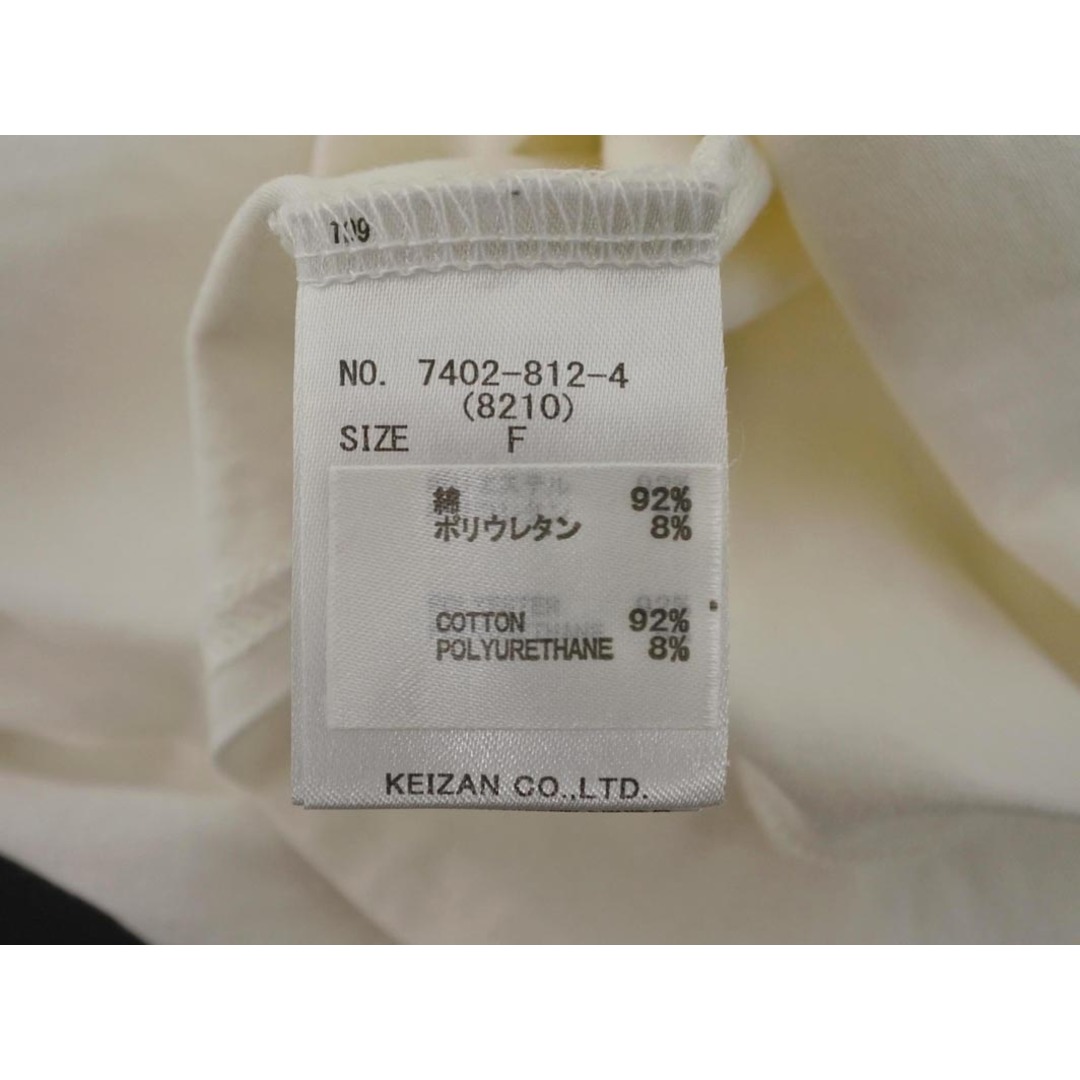 109
NO. 7402-812-4
(8210)
SIZE F
綿 92%
ポリウレタン 8%
COTTON 92%
POLYURETHANE 8%
KEIZAN CO.,LTD.